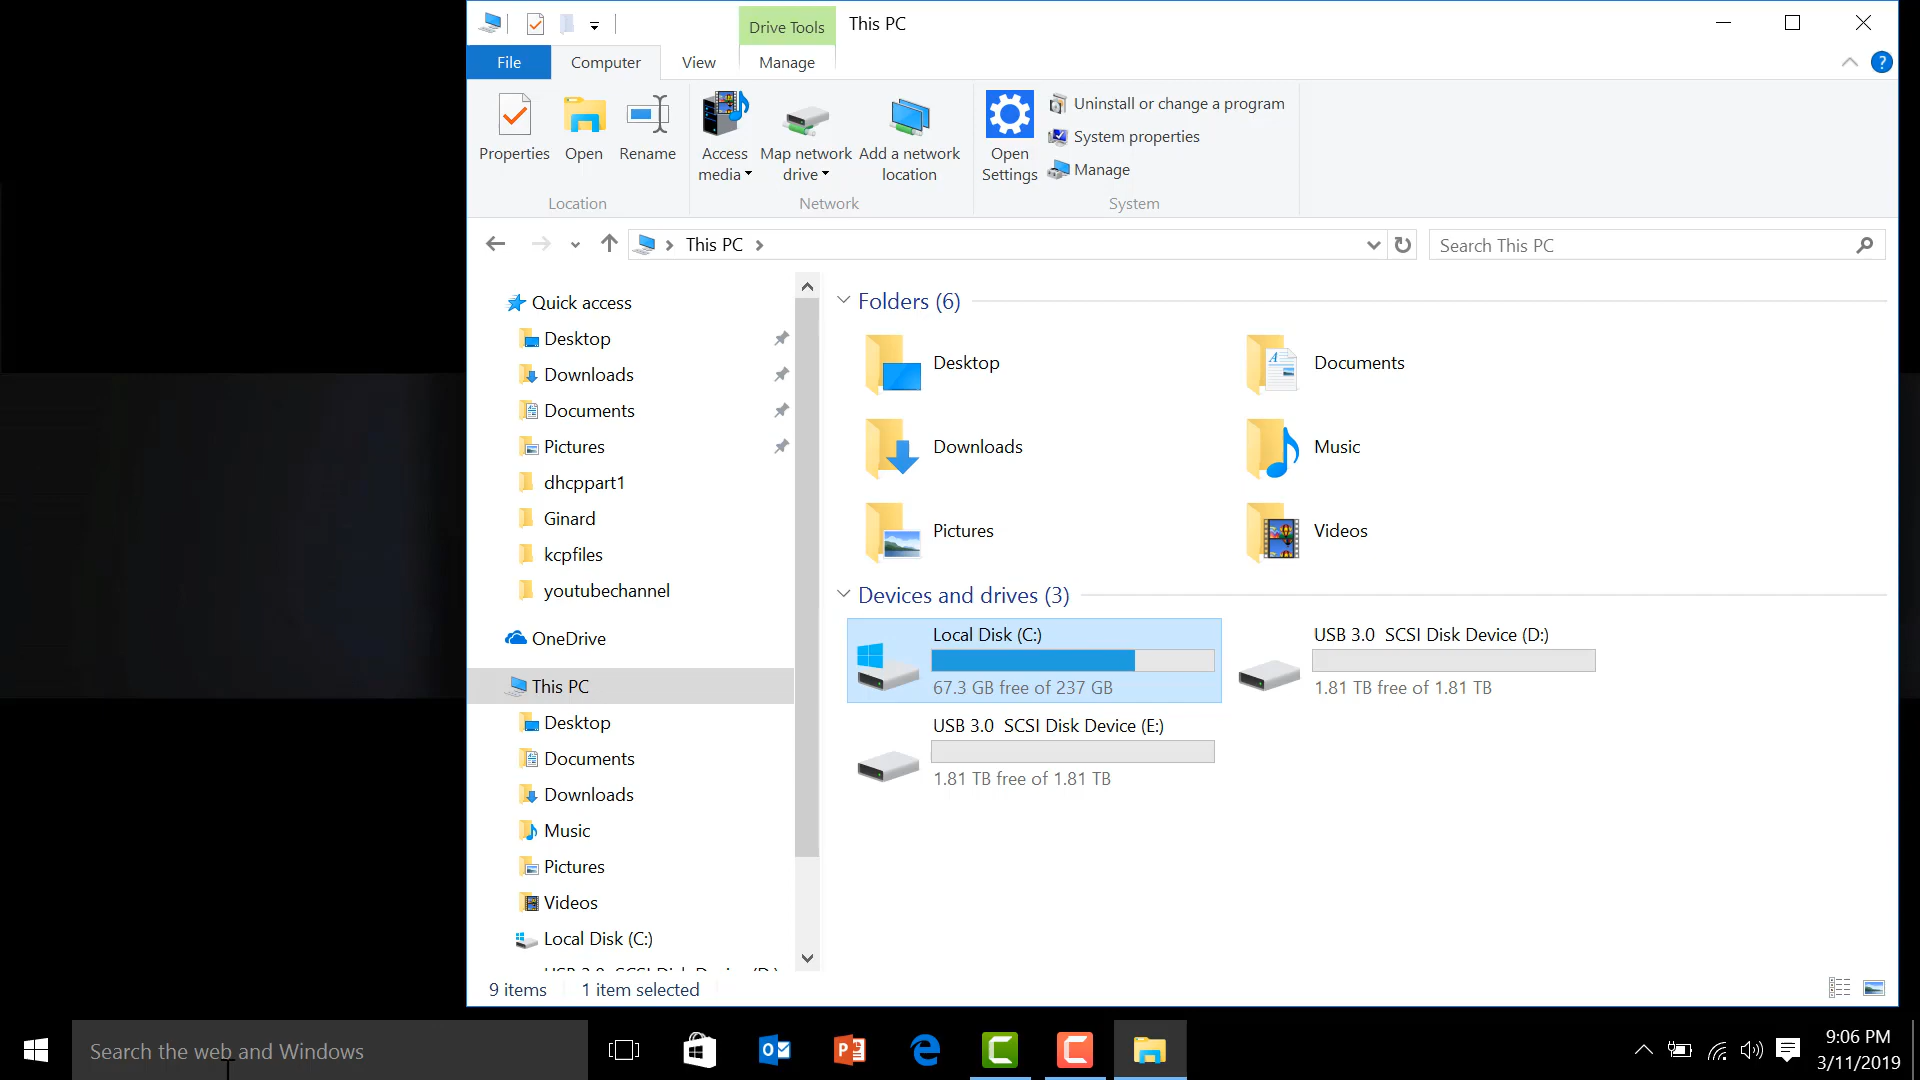 Drive Tools
This PC
File
Computer
View
Manage
Properties
Open
Rename
Access
media
Map network
drive
Add a network
location
Open
Settings
Uninstall or change a program
System properties
Manage
Location
Network
System
This PC
Search This PC
Quick access
Desktop
Downloads
Documents
Pictures
dhcppart1
Ginard
kcpfiles
youtubechannel
OneDrive
This PC
Desktop
Documents
Downloads
Music
Pictures
Videos
Local Disk (C:)
USB 3.0 SCSI Disk Device (D:)
Folders (6)
Desktop
Documents
Downloads
Music
Pictures
Videos
Devices and drives (3)
Local Disk (C:)
67.3 GB free of 237 GB
USB 3.0 SCSI Disk Device (D:)
1.81 TB free of 1.81 TB
USB 3.0 SCSI Disk Device (E:)
1.81 TB free of 1.81 TB
9 items
1 item selected
Search the web and Windows
9:06 PM
3/11/2019